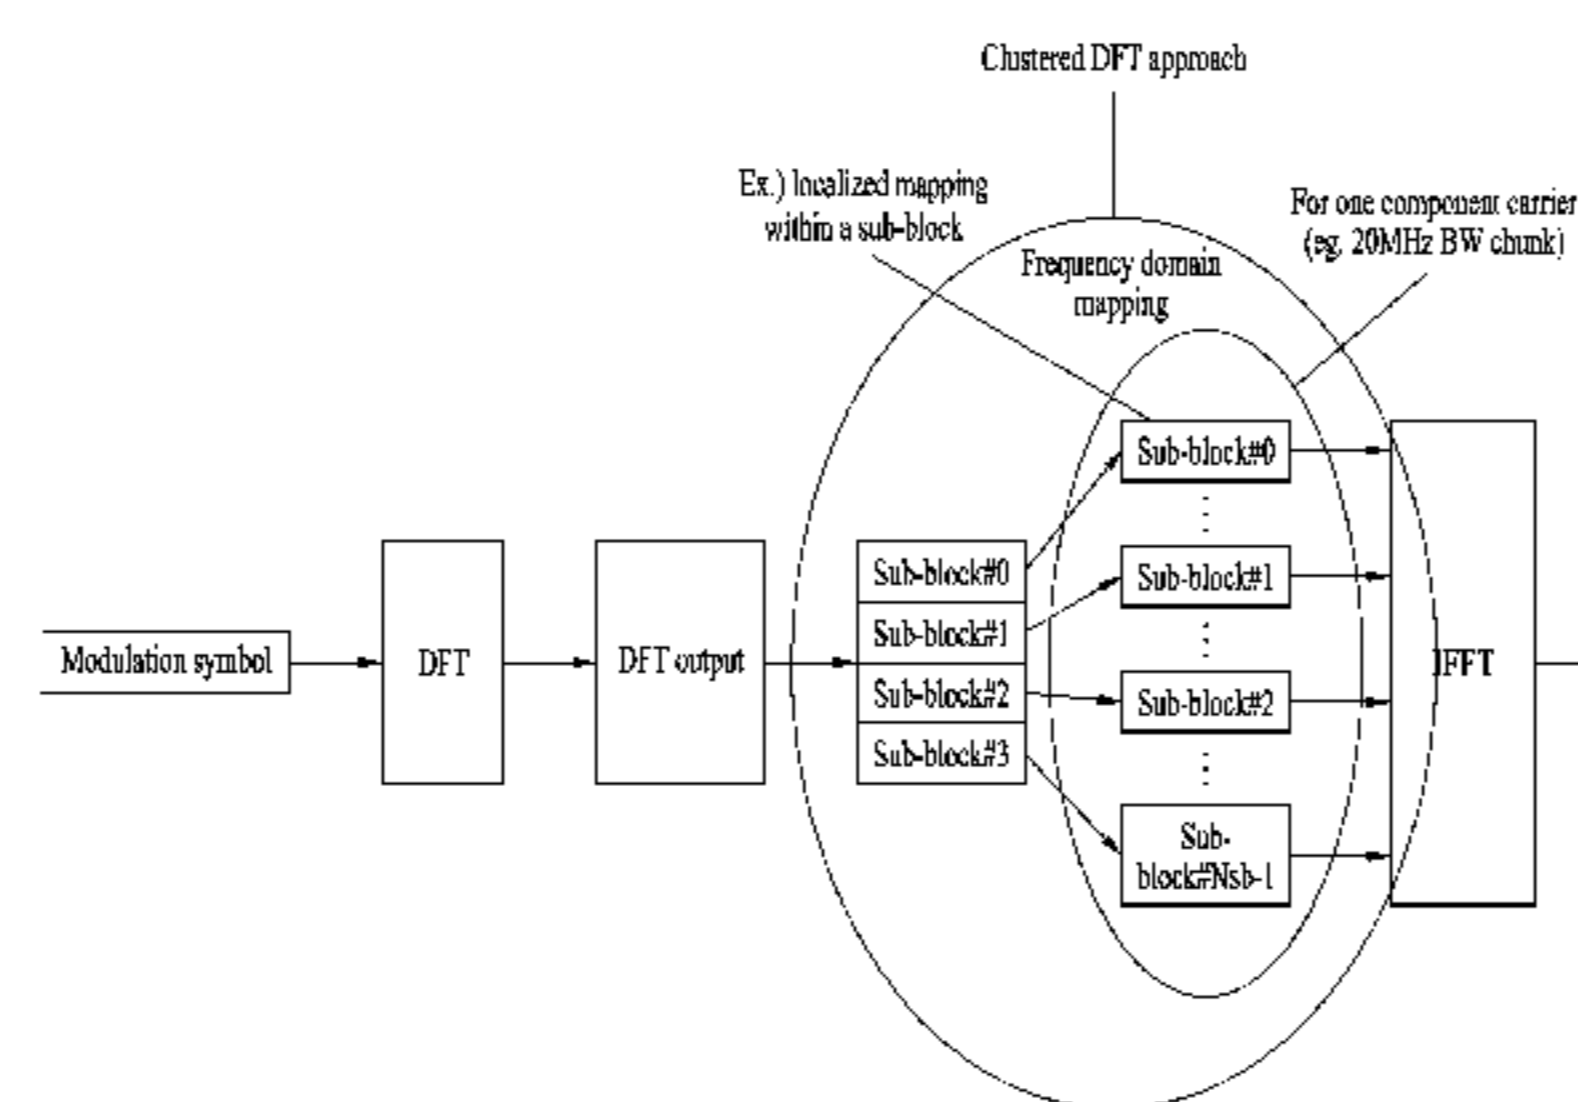 Clustered DFT approach
Ex.) localized mapping
within a sub-block
For one component carrier
(eg, 20MHz BW chunk)
Frequency domain
mapping
Sub-block#0
Sub-block#1
Sub-block#2
Sub-
block#Nsb-1
Sub-block#0
Sub-block#1
Sub-block#2
Sub-block#3
Modulation symbol
DFT
DFT output
IFFT